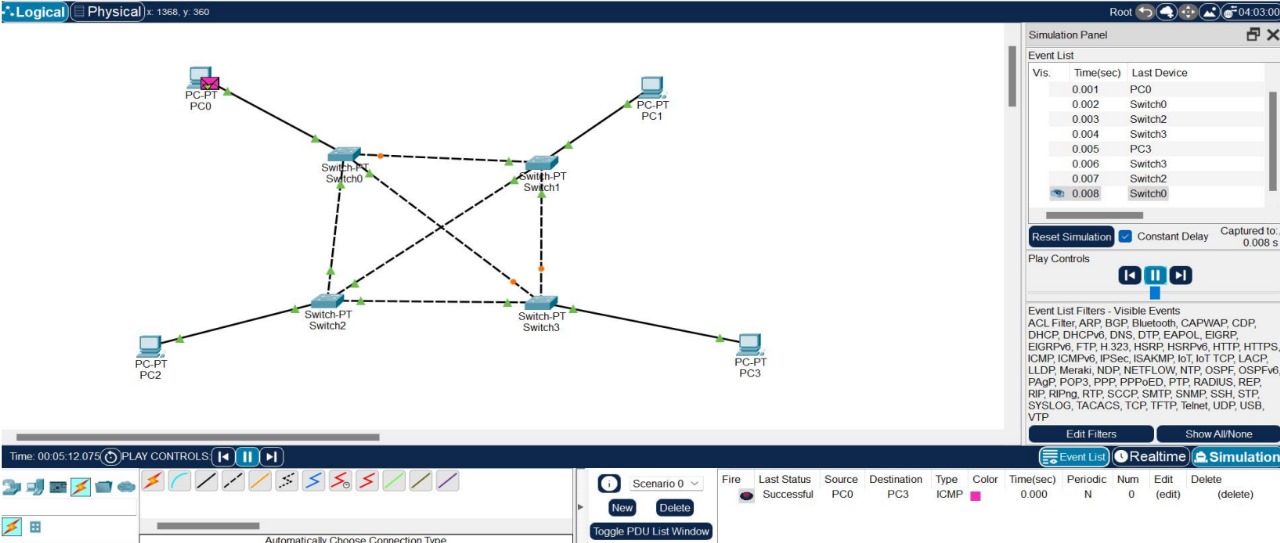 Logical Physical x: 1368, y: 360 Root 04:03:00
Simulation Panel
Event List
Vis. Time(sec) Last Device
0.001 PC0
0.002 Switch0
0.003 Switch2
0.004 Switch3
0.005 PC3
0.006 Switch3
0.007 Switch2
0.008 Switch0
Reset Simulation Constant Delay Captured to:
0.008 s
Play Controls
Event List Filters - Visible Events
ACL Filter, ARP, BGP, Bluetooth, CAPWAP, CDP,
DHCP, DHCPv6, DNS, DTP, EAPOL, EIGRP,
EIGRPv6, FTP, H.323, HSRP, HSRPv6, HTTP, HTTPS,
ICMP, ICMPv6, IPSec, ISAKMP, IoT, IoT TCP, LACP,
LLDP, Meraki, NDP, NETFLOW, NTP, OSPF, OSPFv6,
PAgP, POP3, PPP, PPPoED, PTP, RADIUS, REP,
RIP, RIPng, RTP, SCCP, SMTP, SNMP, SSH, STP,
SYSLOG, TACACS, TCP, TFTP, Telnet, UDP, USB,
VTP
Edit Filters Show All/None
PC-PT
PC0
PC-PT
PC1
Switch-PT
Switch0
Switch-PT
Switch1
Switch-PT
Switch2
Switch-PT
Switch3
PC-PT
PC2
PC-PT
PC3
Time: 00:05:12.075 PLAY CONTROLS: Event List Realtime Simulation
Automatically Choose Connection Type
Scenario 0
New Delete
Toggle PDU List Window
Fire Last Status Source Destination Type Color Time(sec) Periodic Num Edit Delete
Successful PC0 PC3 ICMP 0.000 N 0 (edit) (delete)